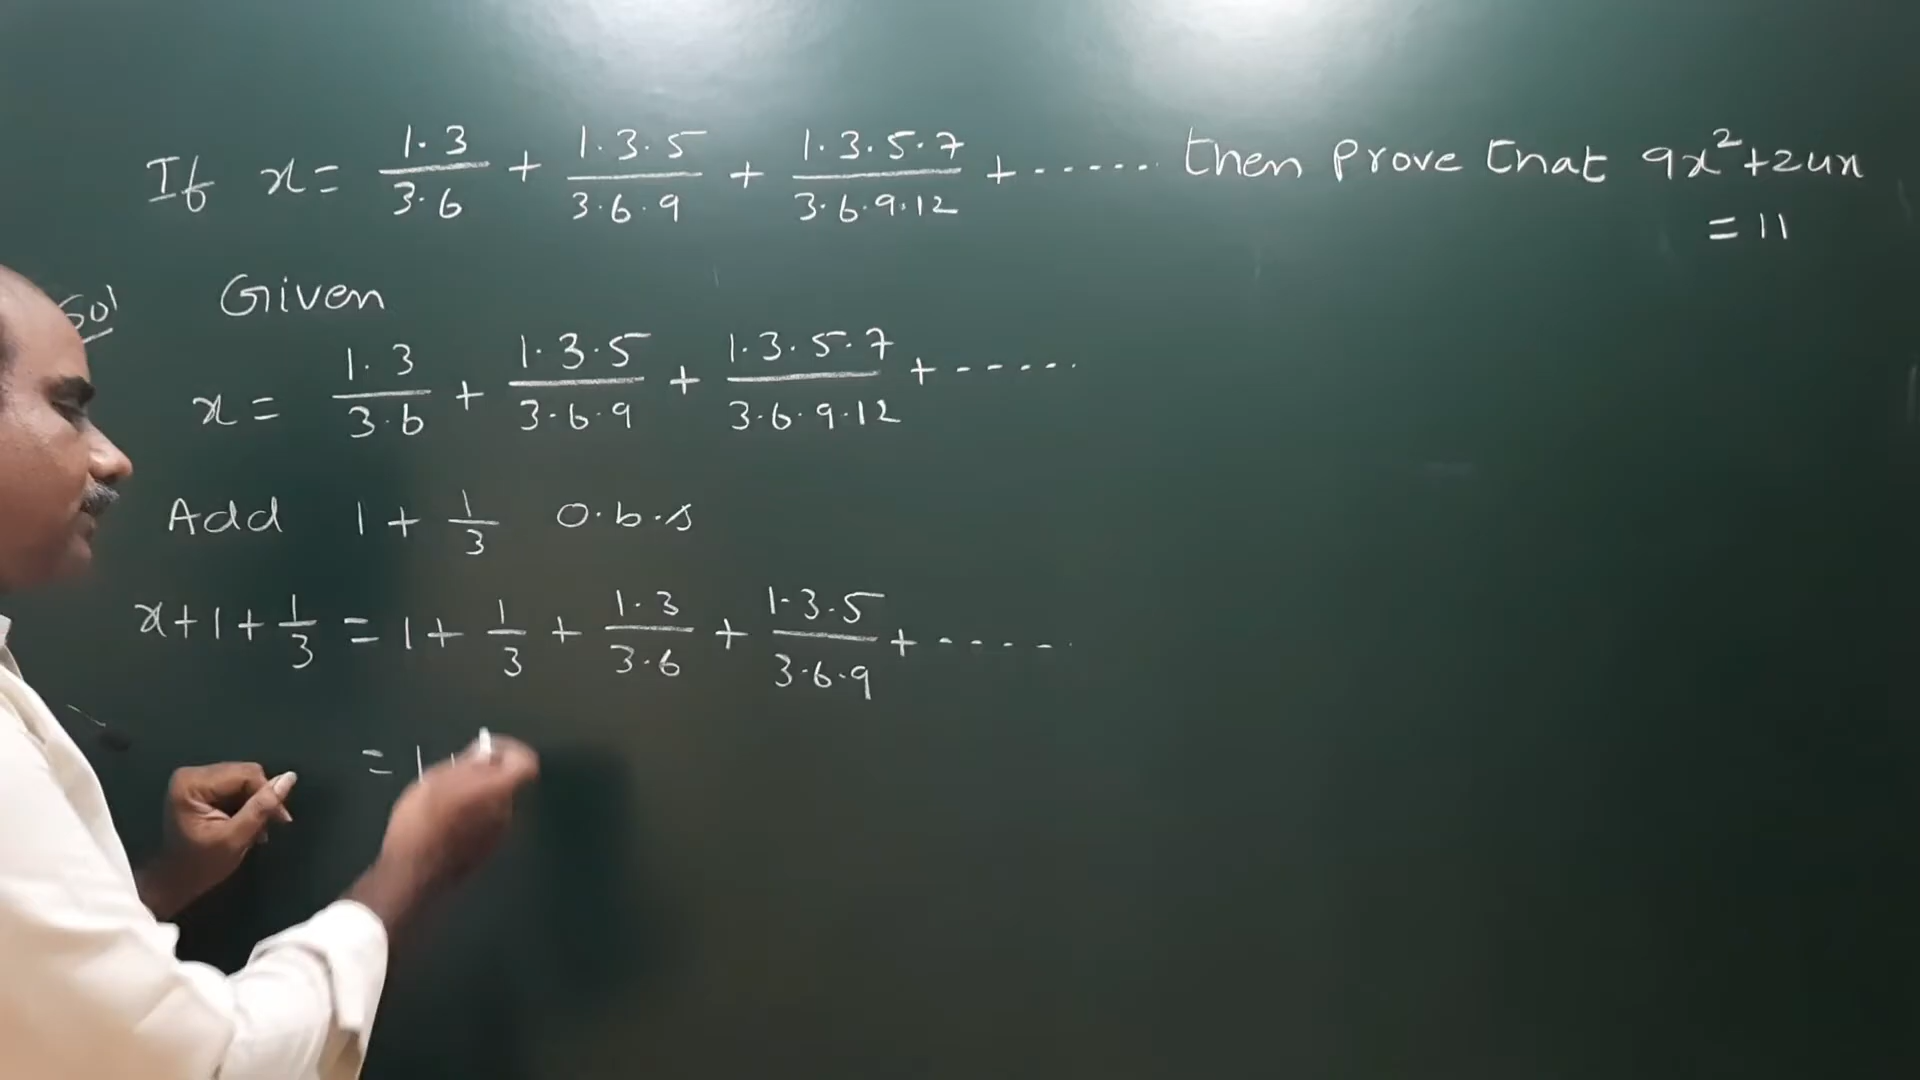 If x = 1·3/3·6 + 1·3·5/3·6·9 + 1·3·5·7/3·6·9·12 + ······ then Prove that 9x²+24x
= 11
Sol Given
x = 1·3/3·6 + 1·3·5/3·6·9 + 1·3·5·7/3·6·9·12 + ······
Add 1 + 1/3 o.b.s
x+1+1/3 = 1 + 1/3 + 1·3/3·6 + 1·3·5/3·6·9 + ······
= 1 +